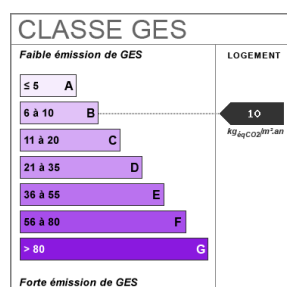 CLASSE GES
Faible émission de GES
LOGEMENT
≤ 5 A
6 à 10 B
10
11 à 20 C
kgéqCO2/m².an
21 à 35 D
36 à 55 E
56 à 80 F
> 80 G
Forte émission de GES